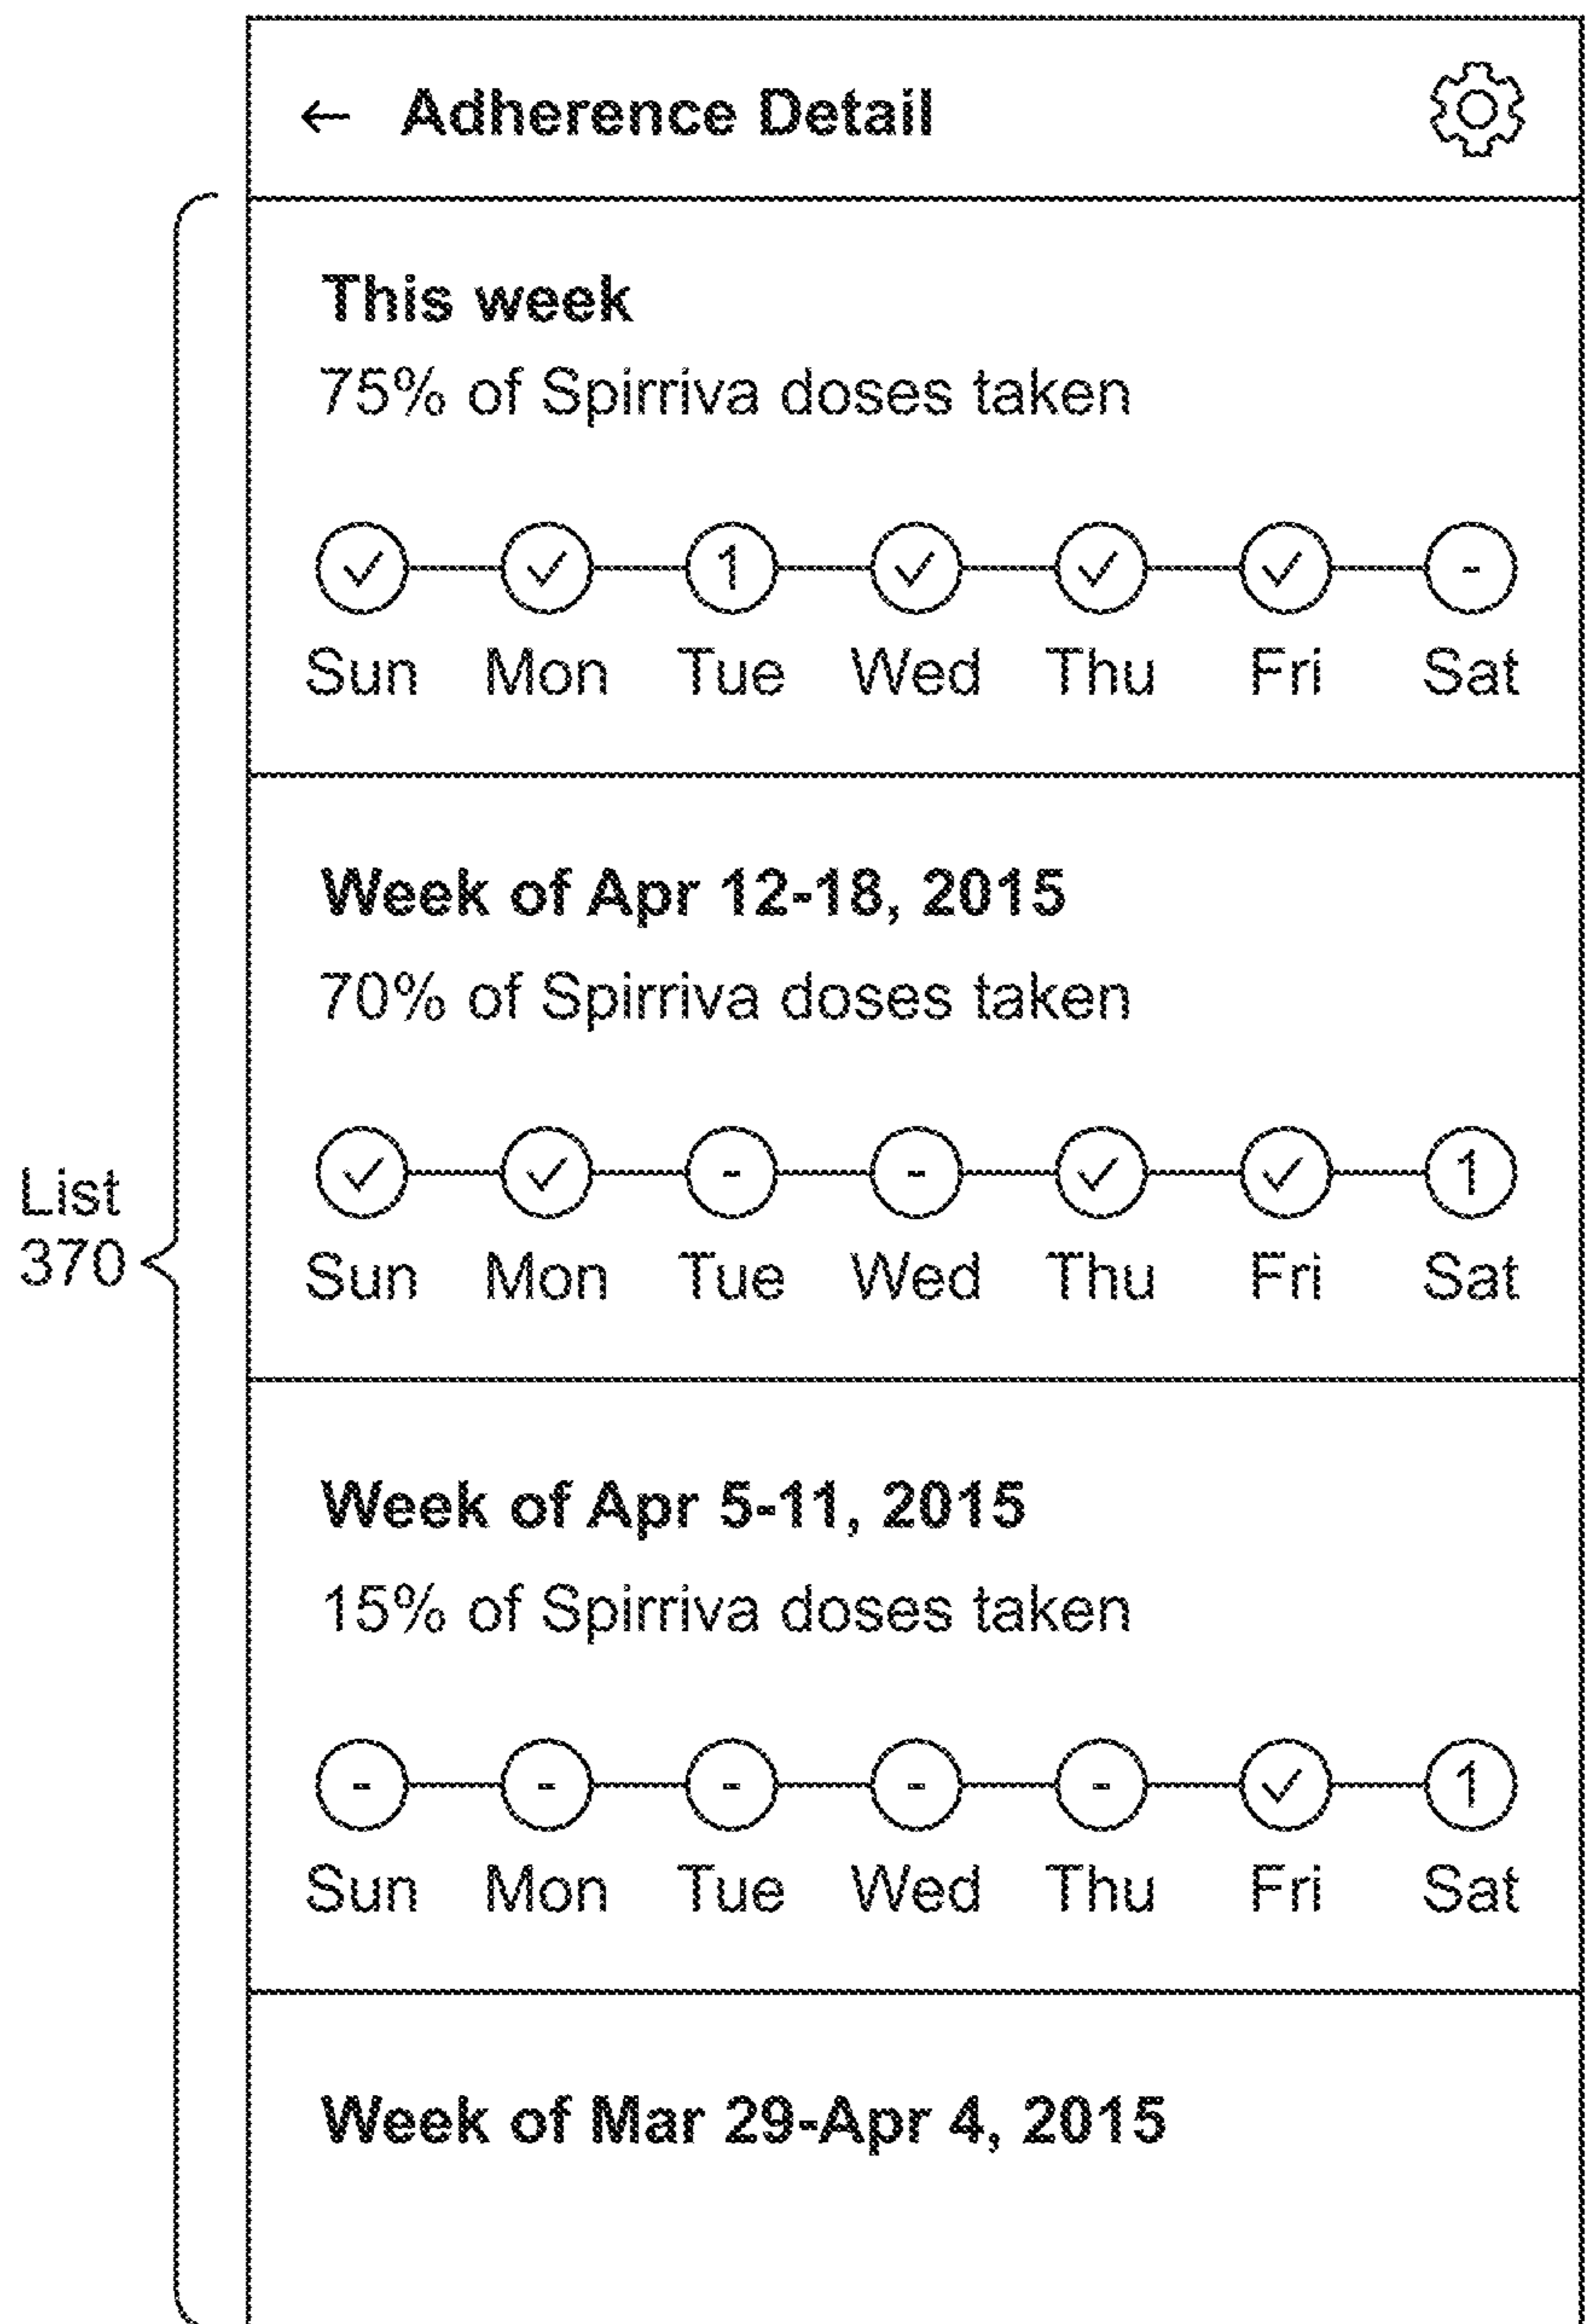 ← Adherence Detail
This week
75% of Spirriva doses taken
✓ ✓ 1 ✓ ✓ ✓ -
Sun Mon Tue Wed Thu Fri Sat
Week of Apr 12-18, 2015
70% of Spirriva doses taken
✓ ✓ - - ✓ ✓ 1
Sun Mon Tue Wed Thu Fri Sat
List
370
Week of Apr 5-11, 2015
15% of Spirriva doses taken
- - - - - ✓ 1
Sun Mon Tue Wed Thu Fri Sat
Week of Mar 29-Apr 4, 2015